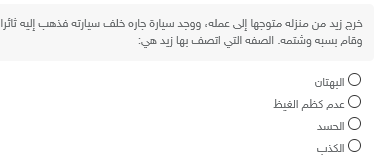 خرج زيد من منزله متوجها إلى عمله، ووجد سيارة جاره خلف سيارته فذهب إليه ثائرا
وقام بسبه وشتمه. الصفه التي اتصف بها زيد هي:
البهتان
عدم كظم الغيظ
الحسد
الكذب